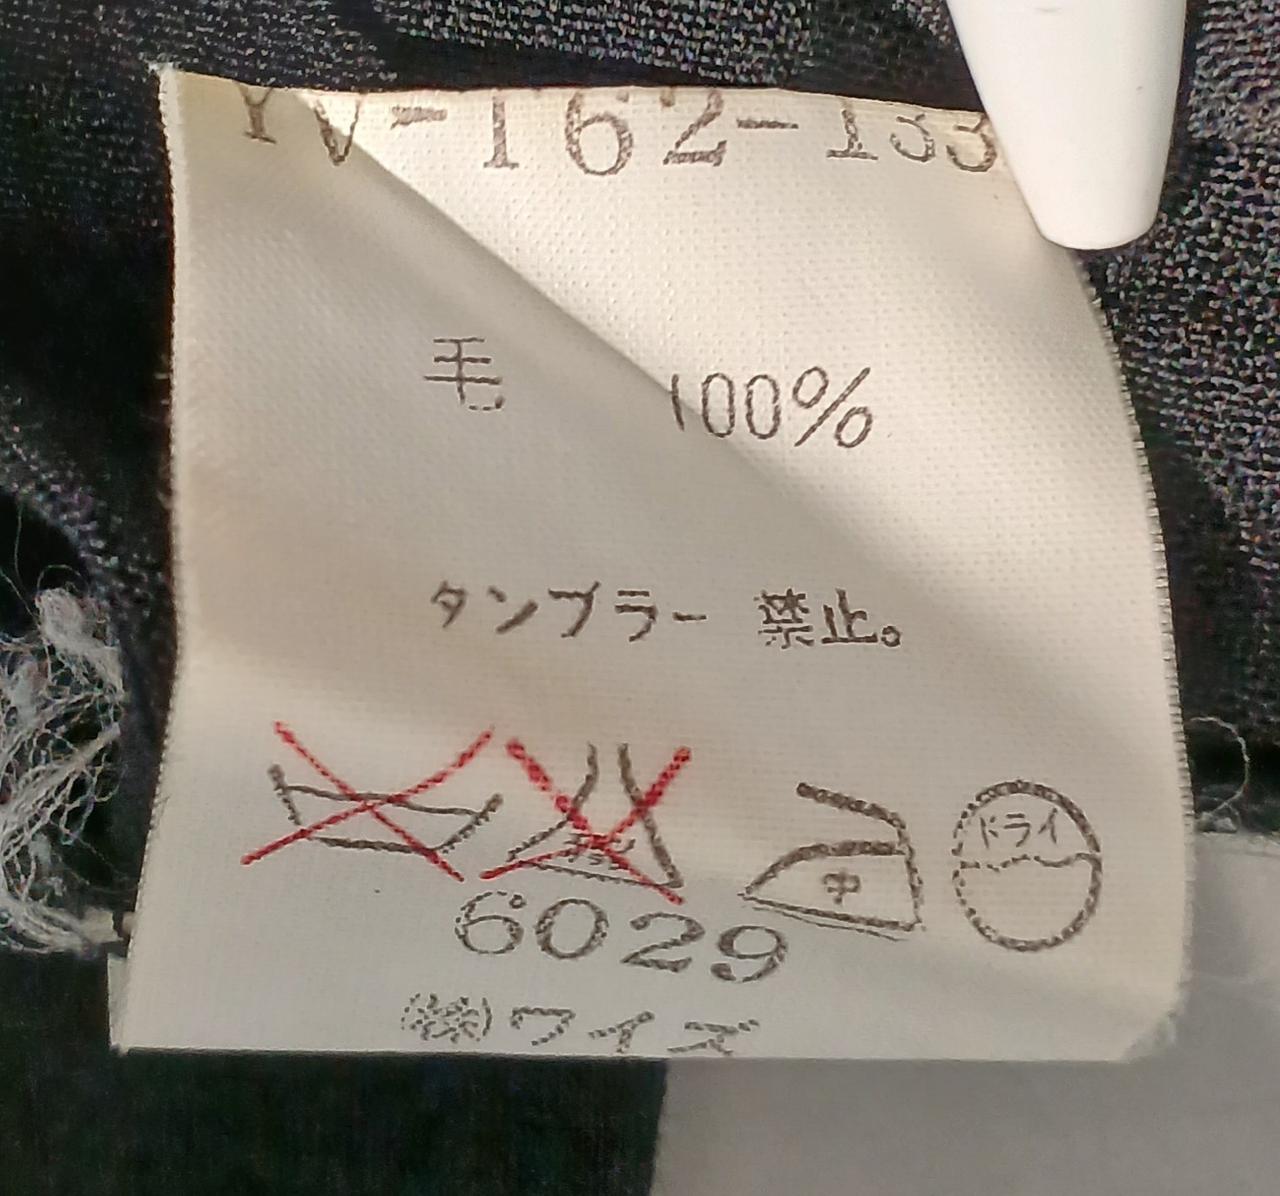 YV-T62-133
毛 100%
タンブラー 禁止。
中 ドライ
6029
㈱ワイズ